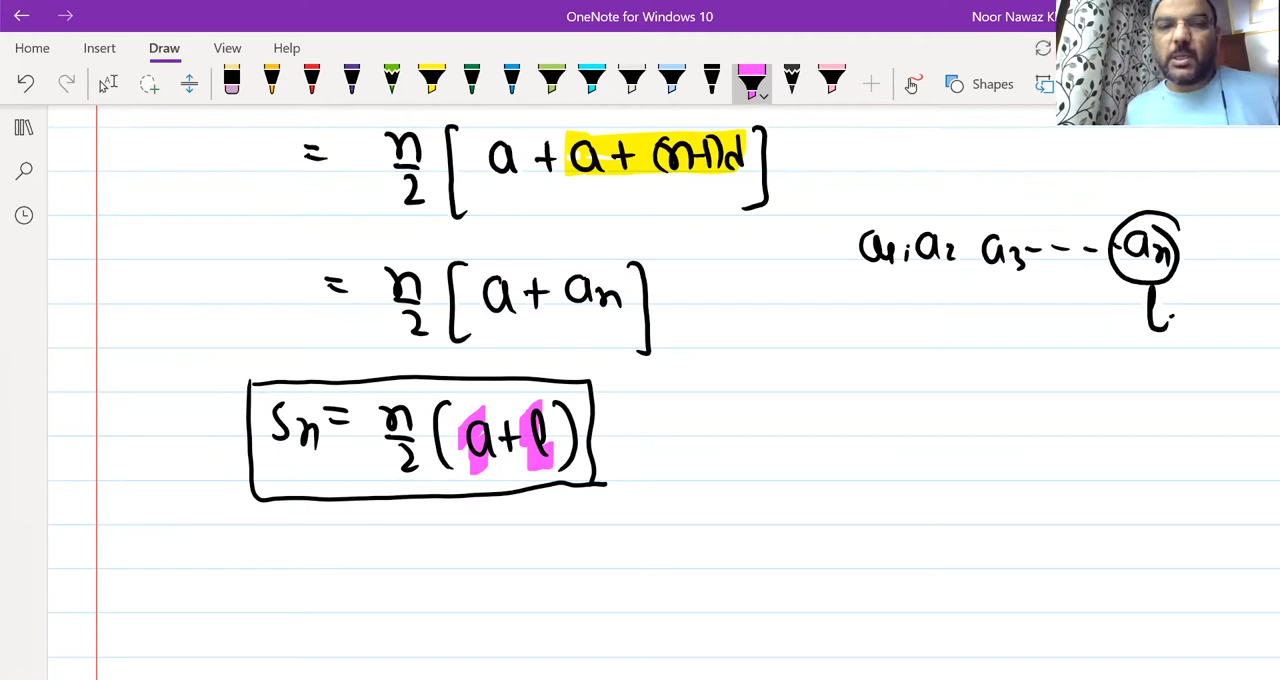 OneNote for Windows 10
Noor Nawaz K
Home Insert Draw View Help
Shapes
= n/2 [ a + a + (n-1)d ]
a₁, a₂ a₃ - - - - aₙ
l.
= n/2 [ a + aₙ ]
Sₙ = n/2 (a + l)